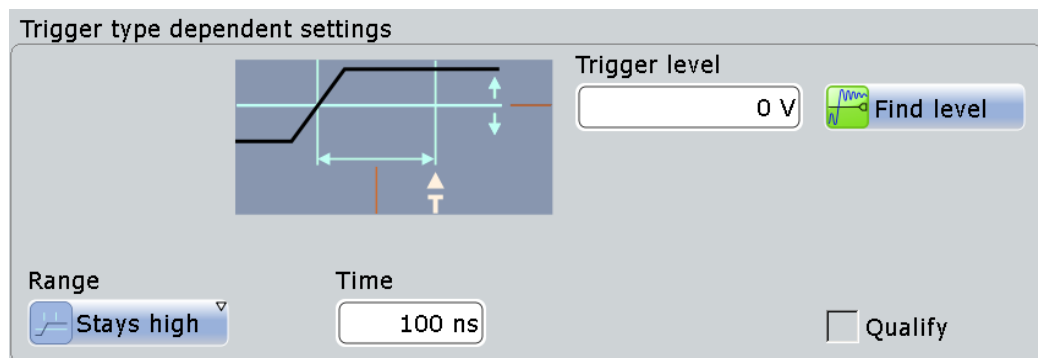 Trigger type dependent settings
Trigger level
0 V
Find level
T
Range
Time
Stays high
100 ns
Qualify